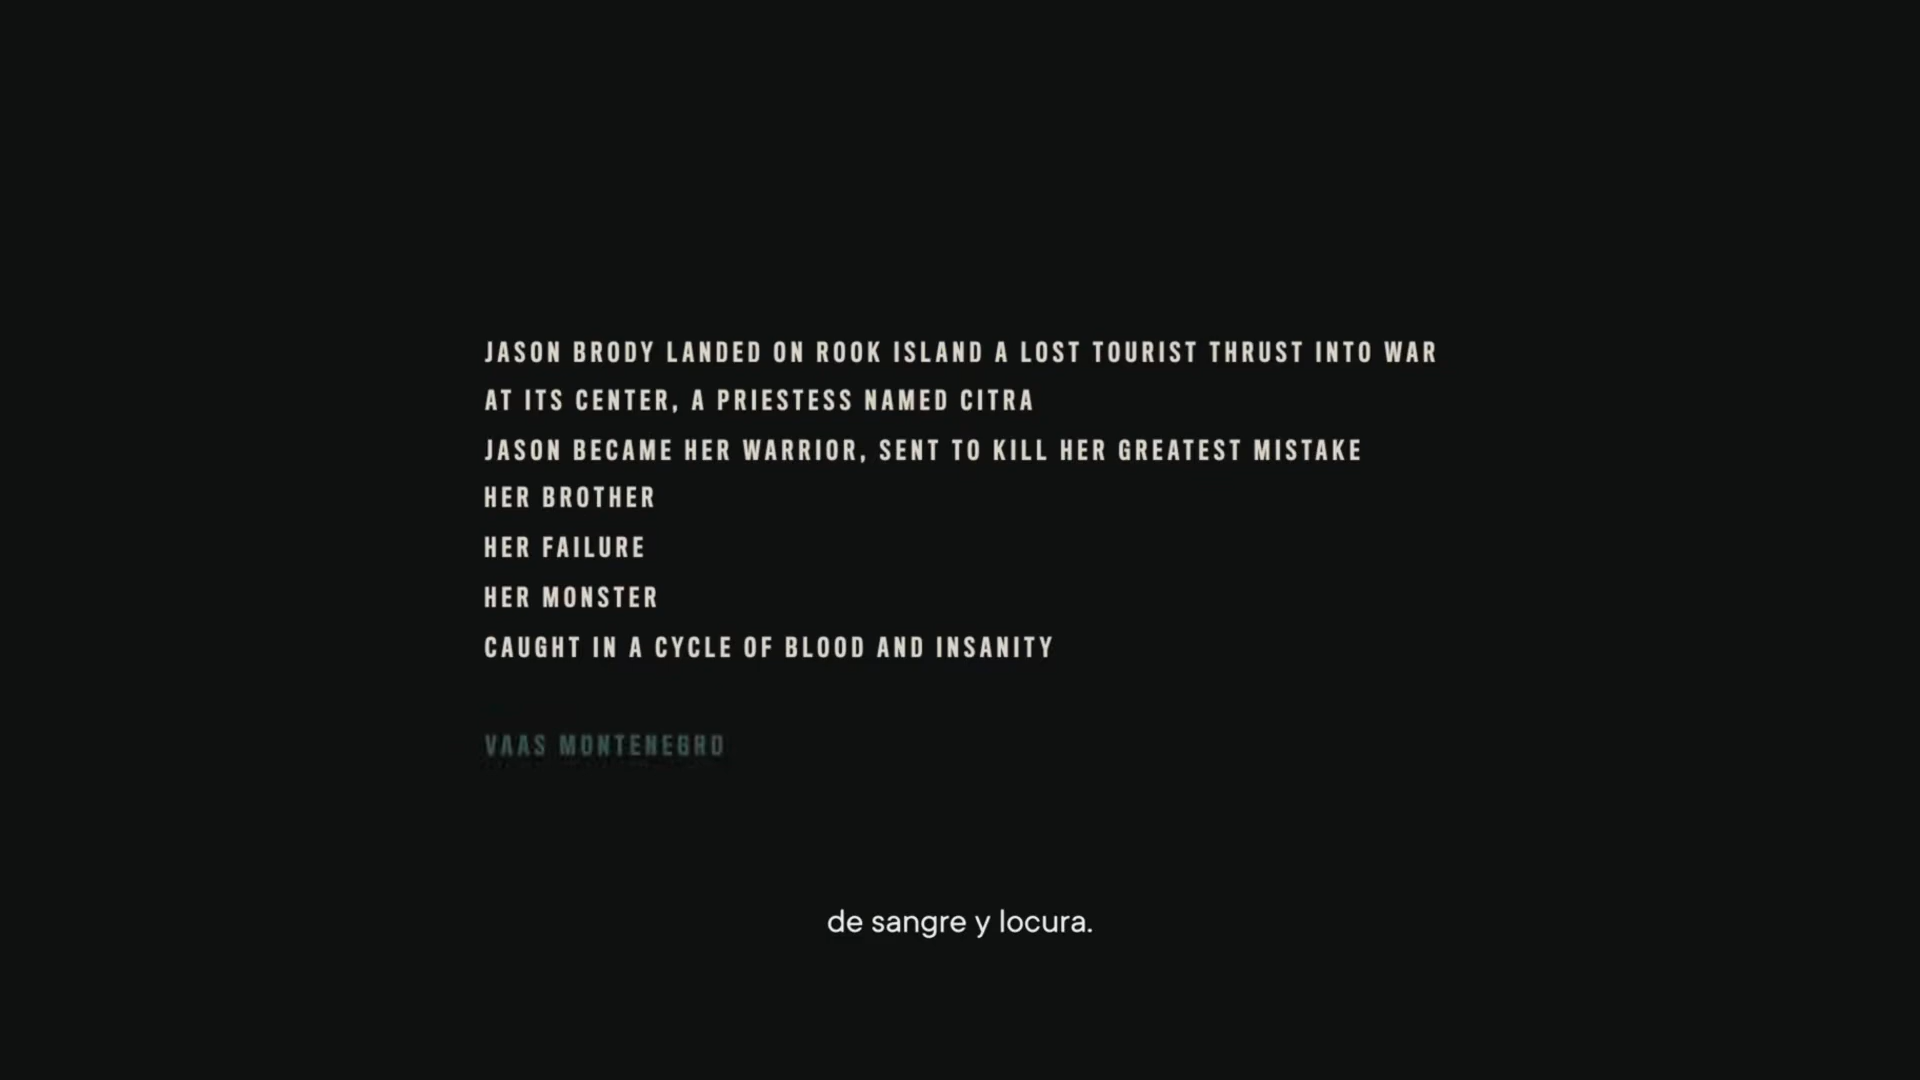 JASON BRODY LANDED ON ROOK ISLAND A LOST TOURIST THRUST INTO WAR
AT ITS CENTER, A PRIESTESS NAMED CITRA
JASON BECAME HER WARRIOR, SENT TO KILL HER GREATEST MISTAKE
HER BROTHER
HER FAILURE
HER MONSTER
CAUGHT IN A CYCLE OF BLOOD AND INSANITY
VAAS MONTENEGRO
de sangre y locura.